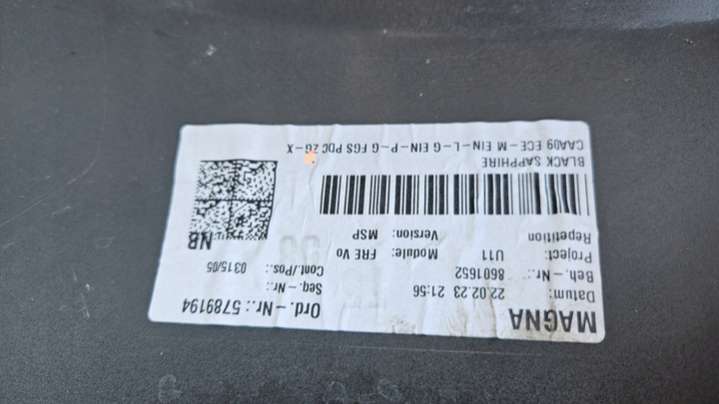 MAGNA Ord.-Nr.: 5789194
Datum: 22.02.23 21:56 Seq.-Nr.:
Beh.-Nr.: 8601652 Cont./Pos.: 0315/05
Project: U11 Module: FRE Vo
Repetition Version: MSP NB
BLACK SAPPHIRE
CAA09 ECE-M EIN-L-G EIN-P-G FGS PDC ZG-X